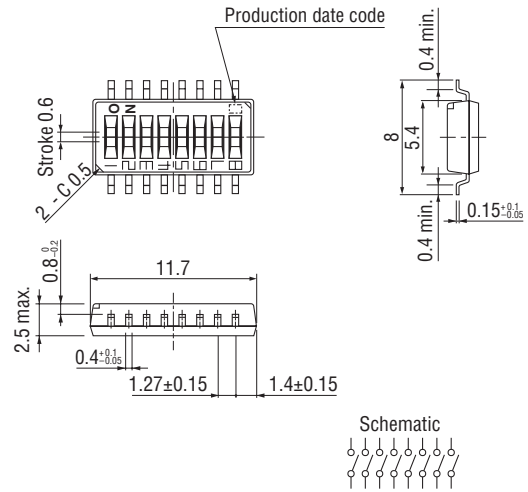 Production date code
0.4 min.
Stroke 0.6
ON
1 2 3 4 5 6 7 8
2 - C 0.5
8
5.4
0.4 min.
0.15+0.1 -0.05
0.8 0 -0.2
11.7
2.5 max.
0.4+0.1 -0.05
1.27±0.15
1.4±0.15
Schematic